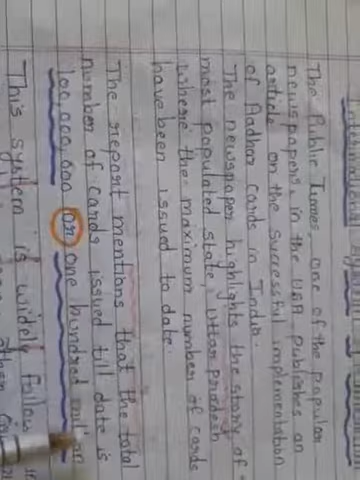 International System
The Public Times, one of the popular
newspapers, in the USA, publishes an
article on the successful implementation
of Aadhar cards in India.
The newspaper highlights the story of
most populated state, Uttar pradesh
where the maximum number of cards
have been issued to date.
The report mentions that the total
number of cards issued till date is
100,000,000 or one hundred million
This system is widely follow